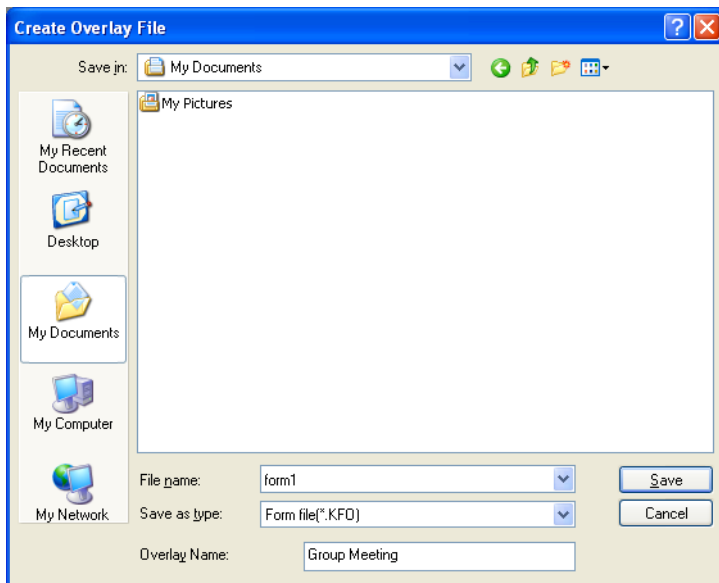 Create Overlay File
Save in: My Documents
My Pictures
My Recent
Documents
Desktop
My Documents
My Computer
My Network
File name: form1 Save
Save as type: Form file(*.KFO) Cancel
Overlay Name: Group Meeting